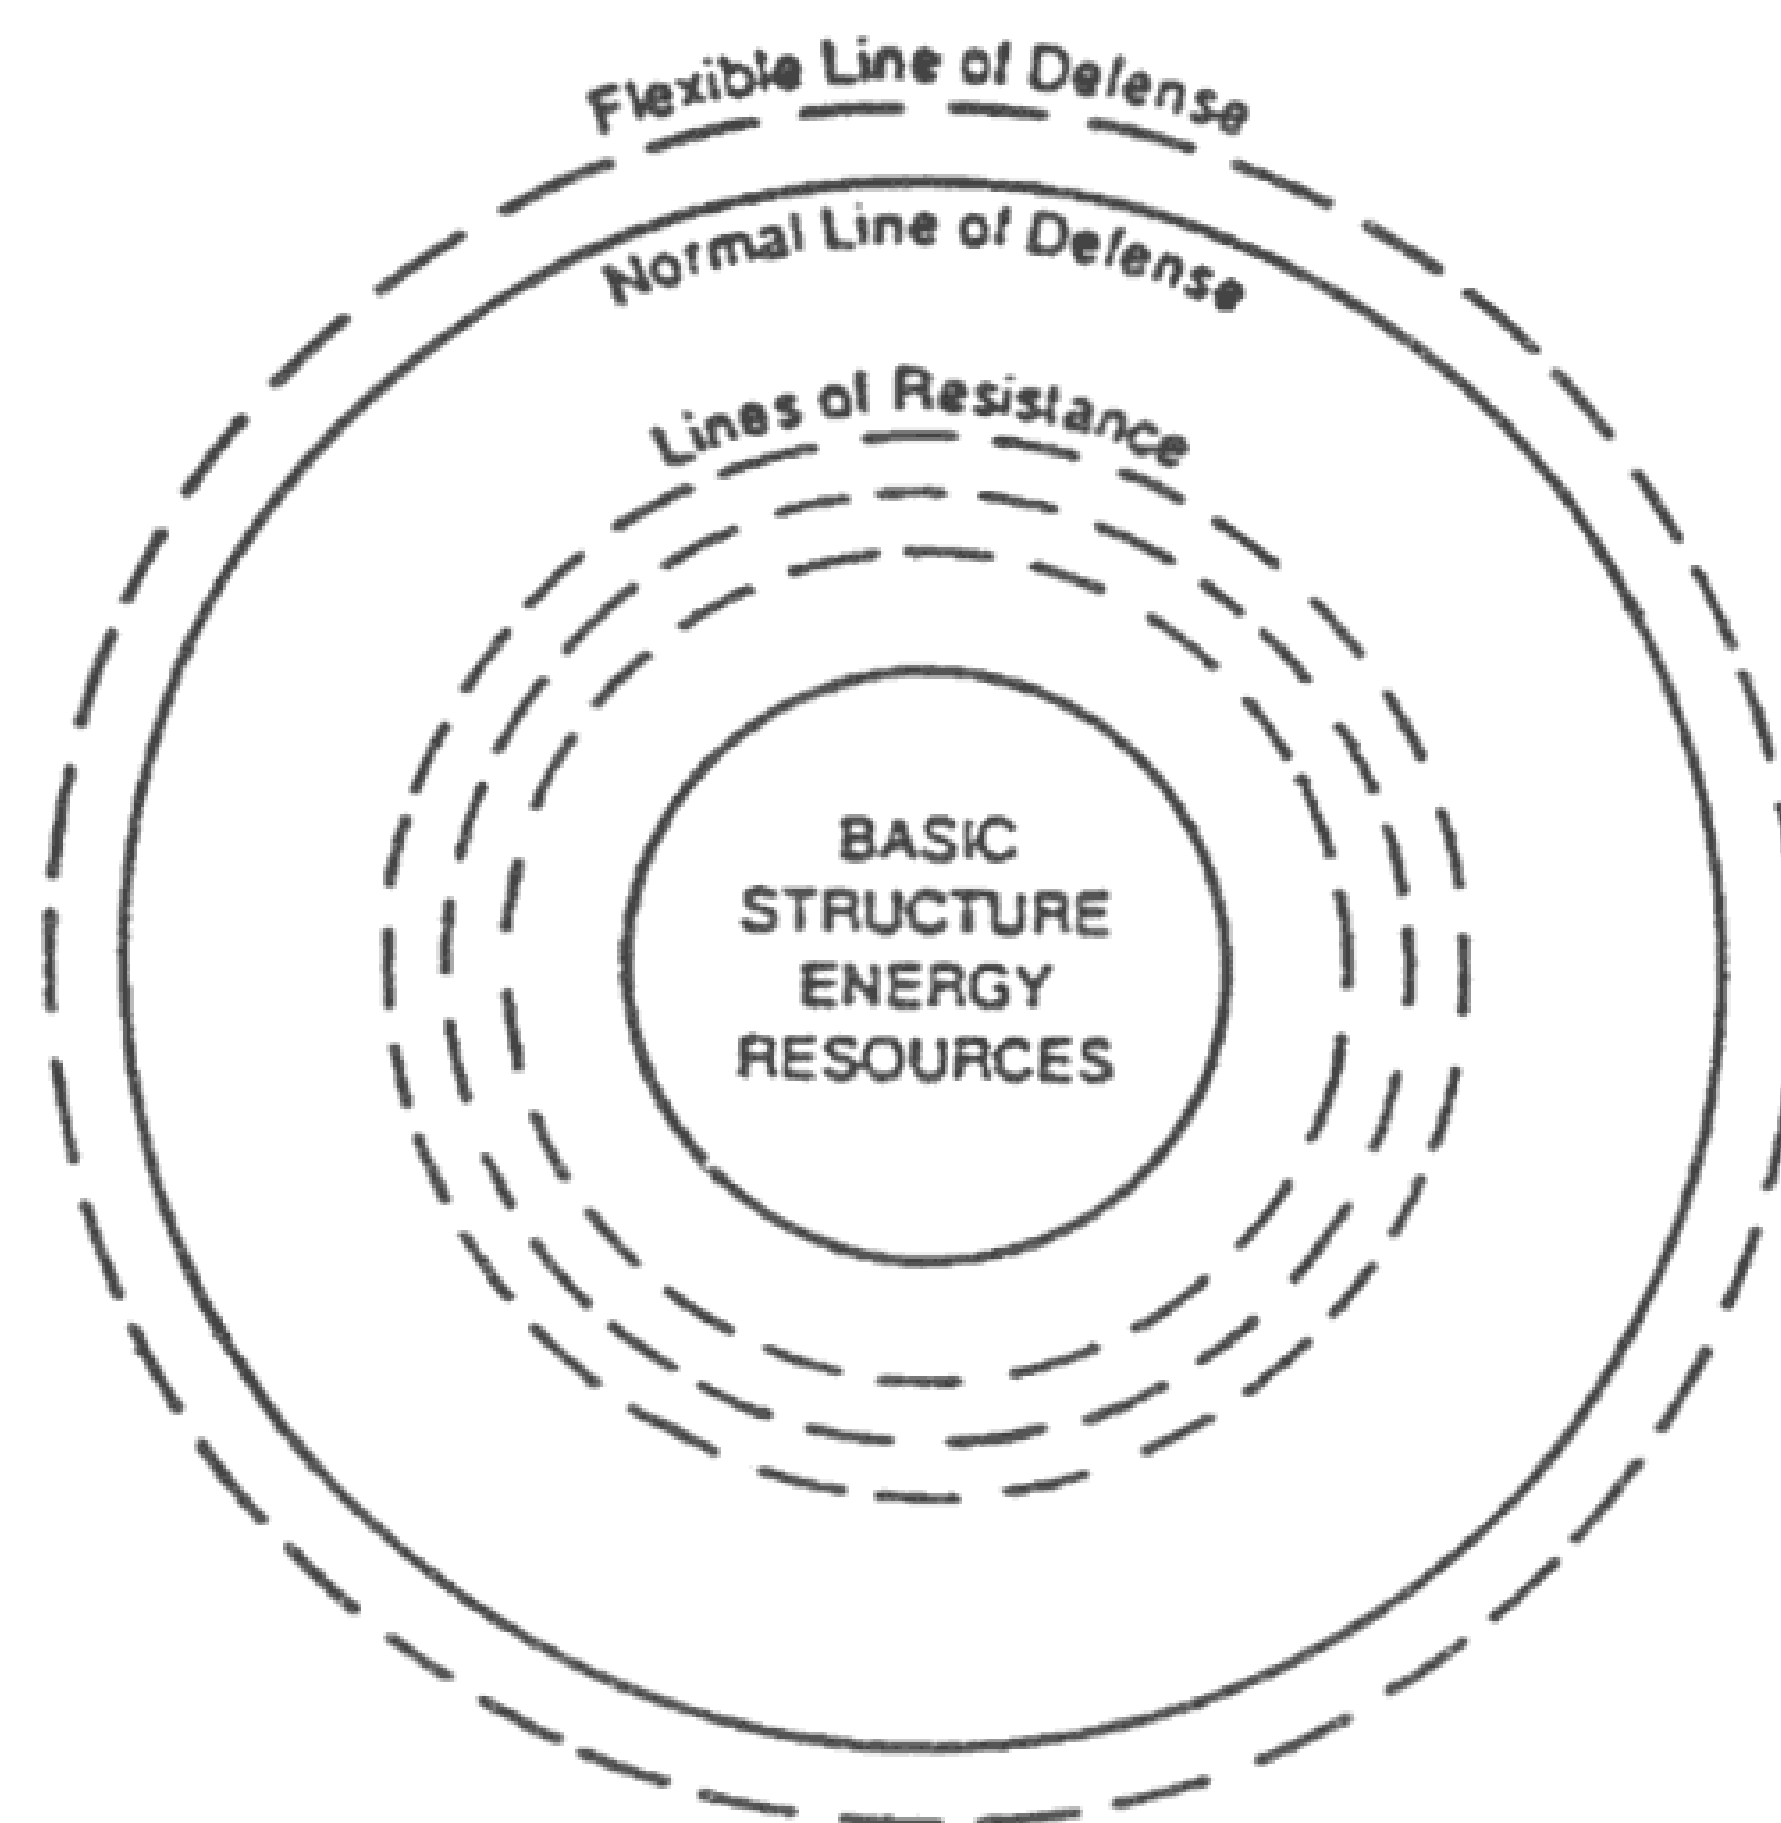 Flexible Line of Defense
Normal Line of Defense
Lines of Resistance
BASIC
STRUCTURE
ENERGY
RESOURCES